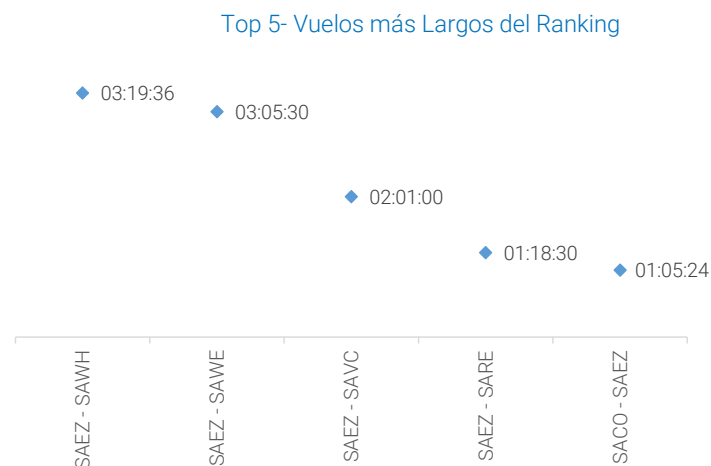 Top 5- Vuelos más Largos del Ranking
03:19:36
03:05:30
02:01:00
01:18:30
01:05:24
SAEZ - SAWH
SAEZ - SAWE
SAEZ - SAVC
SAEZ - SARE
SACO - SAEZ